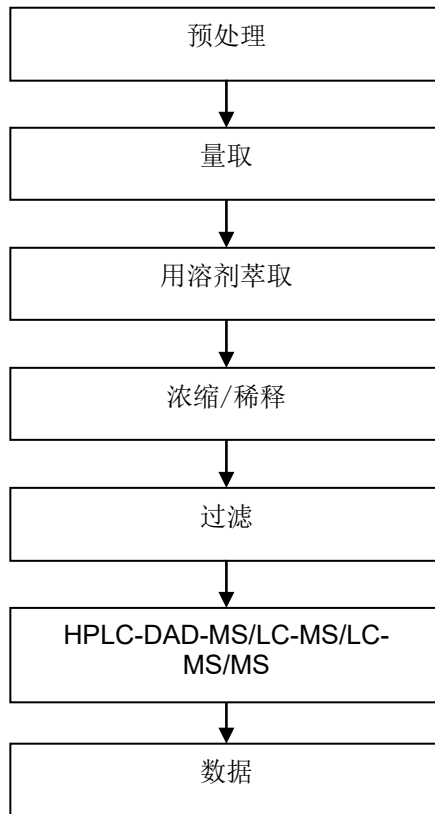 预处理
量取
用溶剂萃取
浓缩/稀释
过滤
HPLC-DAD-MS/LC-MS/LC-
MS/MS
数据